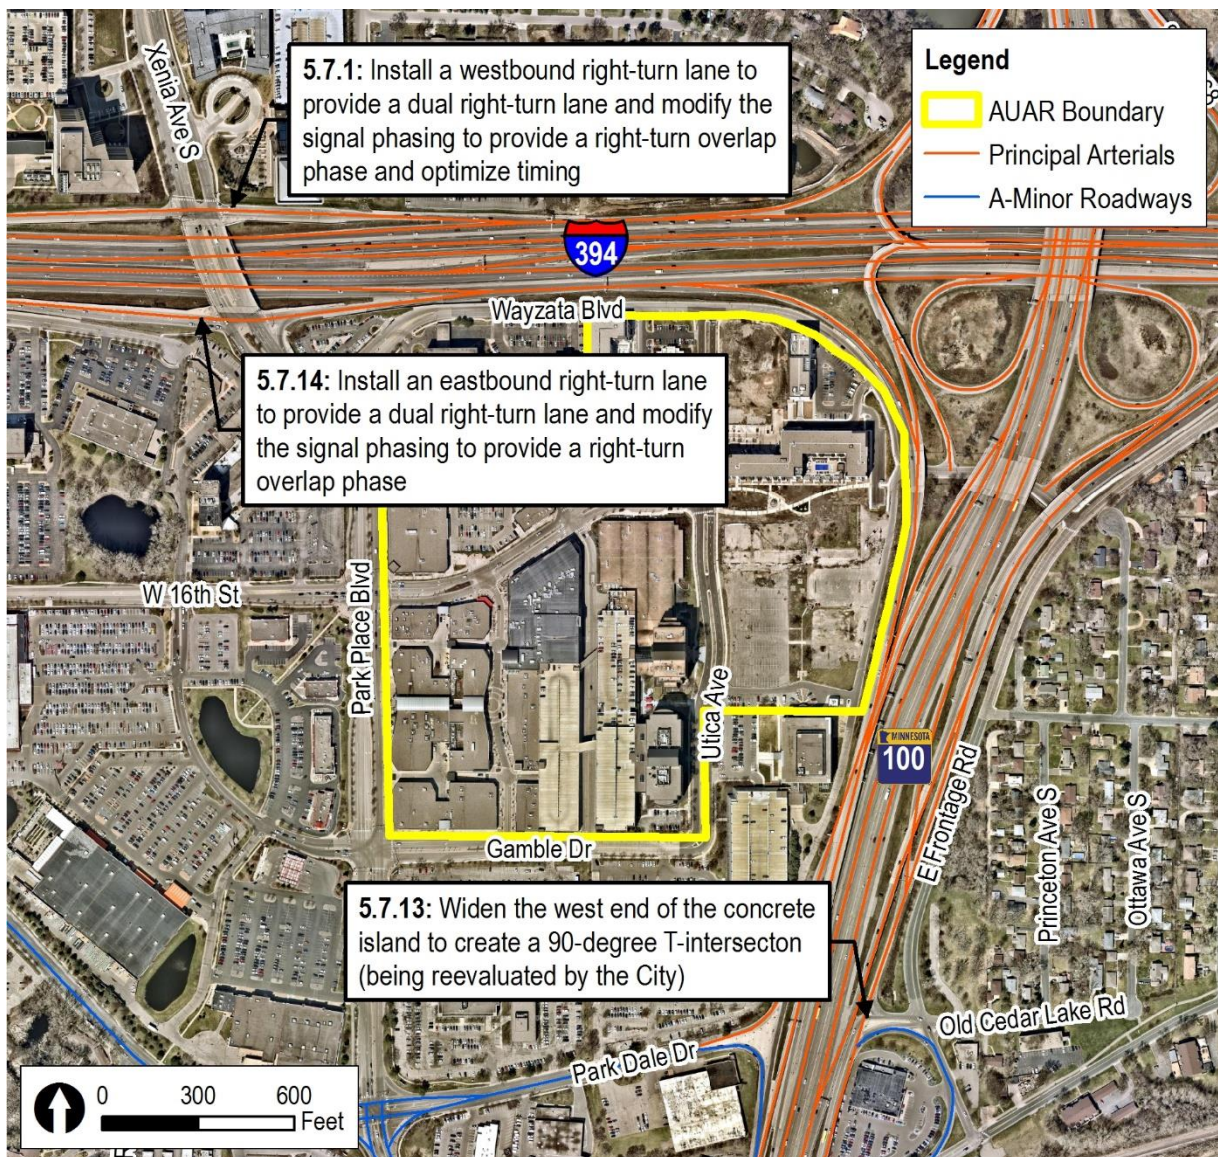 Xenia Ave S
5.7.1: Install a westbound right-turn lane to
provide a dual right-turn lane and modify the
signal phasing to provide a right-turn overlap
phase and optimize timing
Legend
AUAR Boundary
Principal Arterials
A-Minor Roadways
394
Wayzata Blvd
5.7.14: Install an eastbound right-turn lane
to provide a dual right-turn lane and modify
the signal phasing to provide a right-turn
overlap phase
W 16th St
Park Place Blvd
Utica Ave
MINNESOTA
100
E Frontage Rd
Princeton Ave S
Ottawa Ave S
Gamble Dr
5.7.13: Widen the west end of the concrete
island to create a 90-degree T-intersecton
(being reevaluated by the City)
Old Cedar Lake Rd
Park Dale Dr
0 300 600
Feet